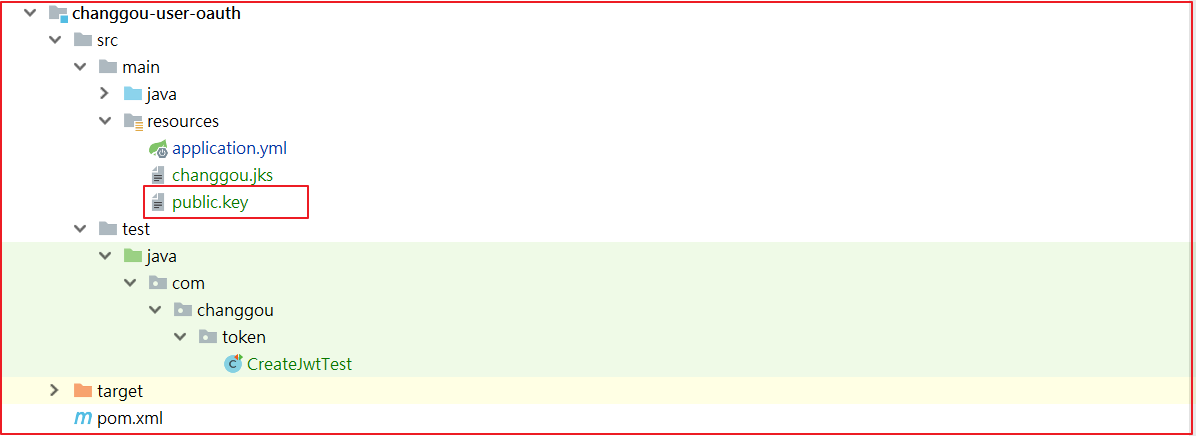 changgou-user-oauth
src
main
java
resources
application.yml
changgou.jks
public.key
test
java
com
changgou
token
C CreateJwtTest
target
m pom.xml